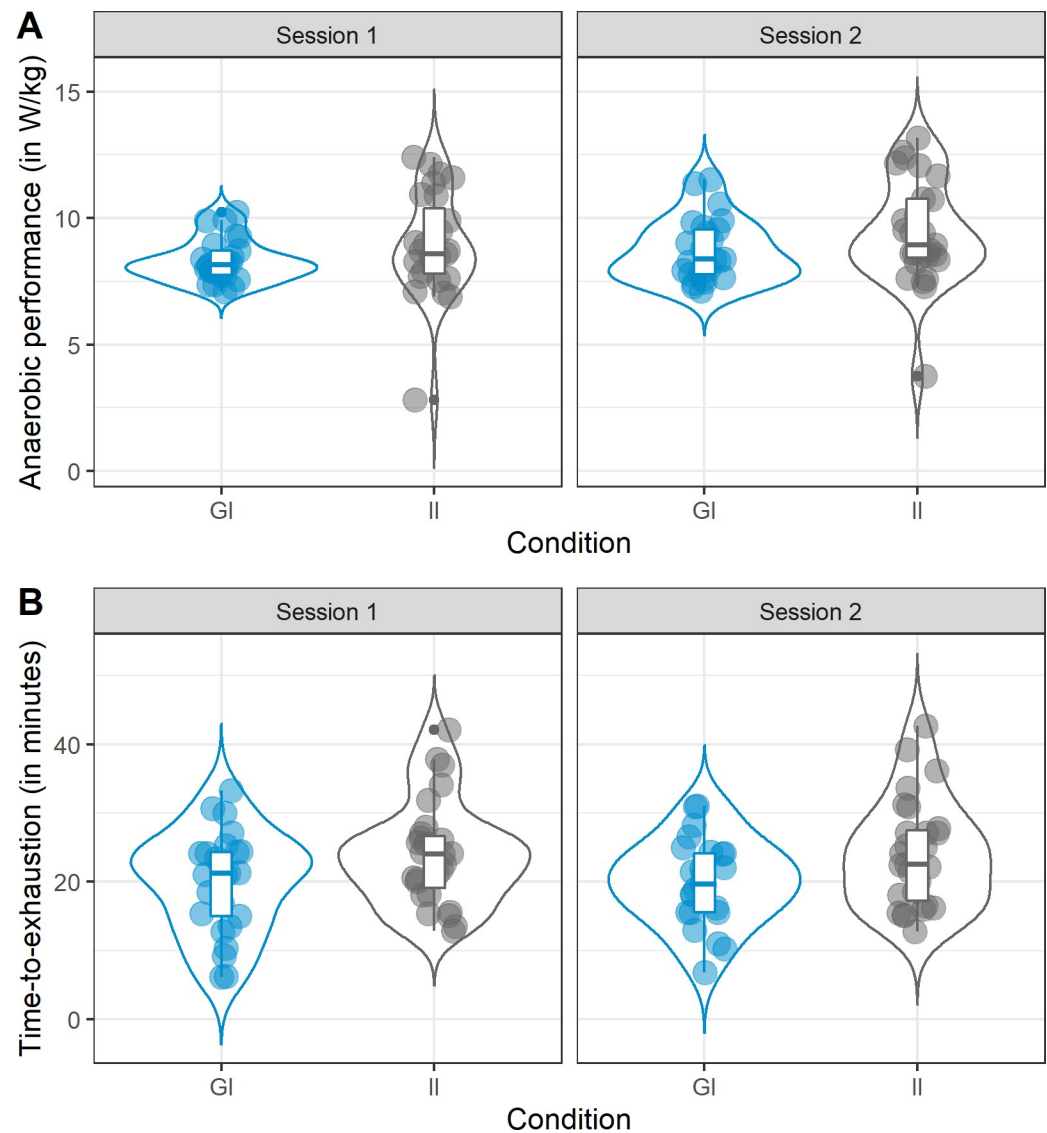 A
Session 1
Session 2
Anaerobic performance (in W/kg)
15
10
5
0
GI
II
GI
II
Condition
B
Session 1
Session 2
Time-to-exhaustion (in minutes)
40
20
0
GI
II
GI
II
Condition